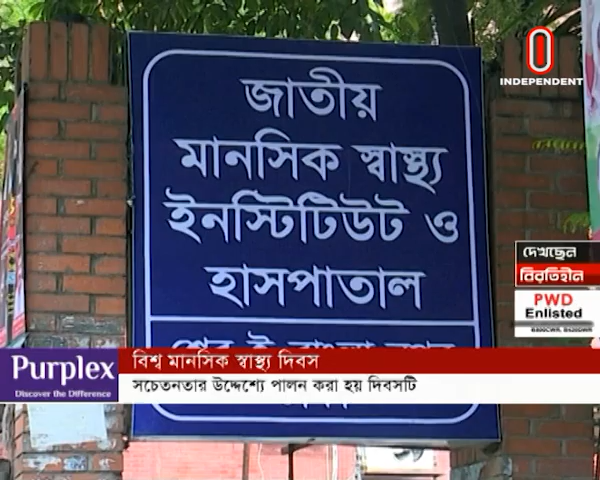 INDEPENDENT
জাতীয়
মানসিক স্বাস্থ্য
ইনস্টিটিউট ও
হাসপাতাল
দেখছেন
বিরতিহীন
PWD
Enlisted
Purplex
Discover the Difference
বিশ্ব মানসিক স্বাস্থ্য দিবস
সচেতনতার উদ্দেশ্যে পালন করা হয় দিবসটি